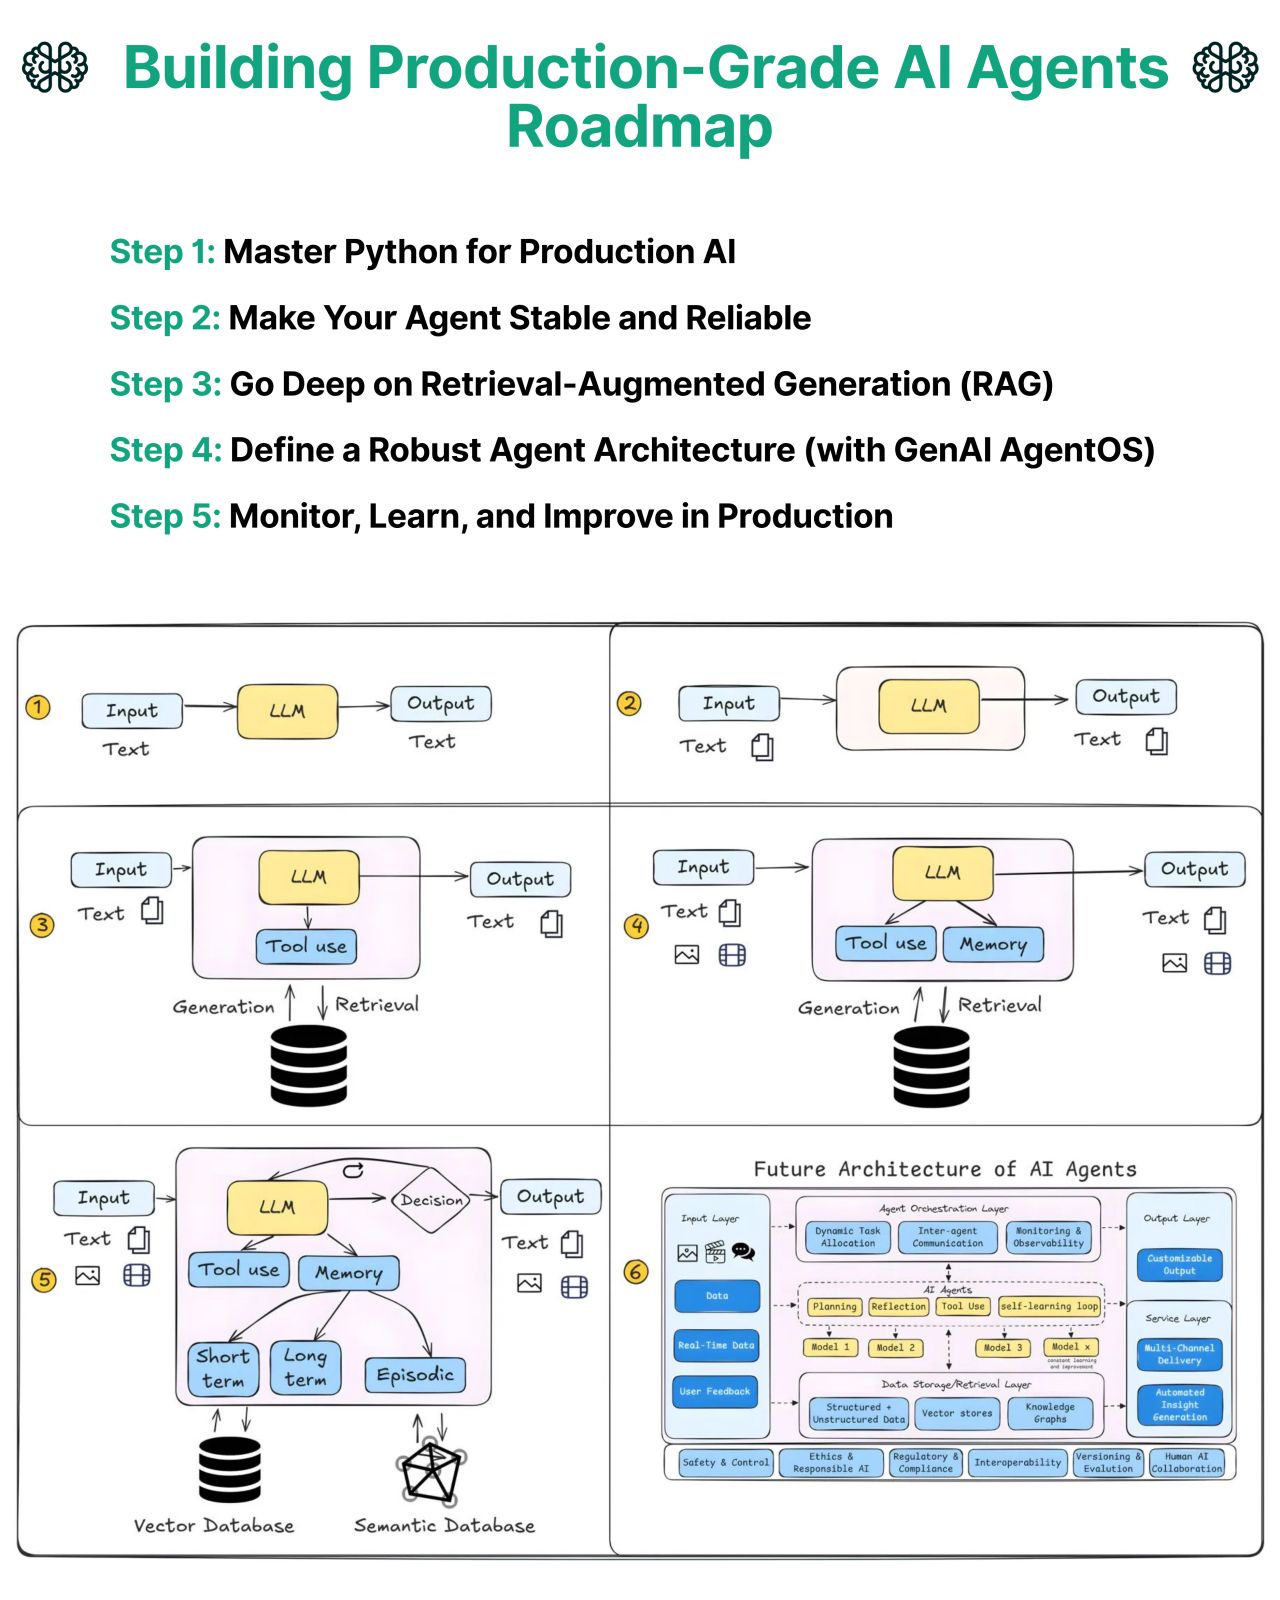 Building Production-Grade AI Agents
Roadmap
Step 1: Master Python for Production AI
Step 2: Make Your Agent Stable and Reliable
Step 3: Go Deep on Retrieval-Augmented Generation (RAG)
Step 4: Define a Robust Agent Architecture (with GenAI AgentOS)
Step 5: Monitor, Learn, and Improve in Production
1
Input
Text
LLM
Output
Text
2
Input
Text
LLM
Output
Text
3
Input
Text
LLM
Tool use
Output
Text
Generation
Retrieval
4
Input
Text
LLM
Tool use
Memory
Output
Text
Generation
Retrieval
5
Input
Text
LLM
Decision
Output
Text
Tool use
Memory
Short
term
Long
term
Episodic
Vector Database
Semantic Database
6
Future Architecture of AI Agents
Input Layer
Data
Real-Time Data
User Feedback
Agent Orchestration Layer
Dynamic Task
Allocation
Inter-agent
Communication
Monitoring &
Observability
AI Agents
Planning
Reflection
Tool Use
self-learning loop
Model 1
Model 2
Model 3
Model x
constant learning
and improvement
Data Storage/Retrieval Layer
Structured +
Unstructured Data
Vector stores
Knowledge
Graphs
Output Layer
Customizable
Output
Service Layer
Multi-Channel
Delivery
Automated
Insight
Generation
Safety & Control
Ethics &
Responsible AI
Regulatory &
Compliance
Interoperability
Versioning &
Evalution
Human AI
Collaboration